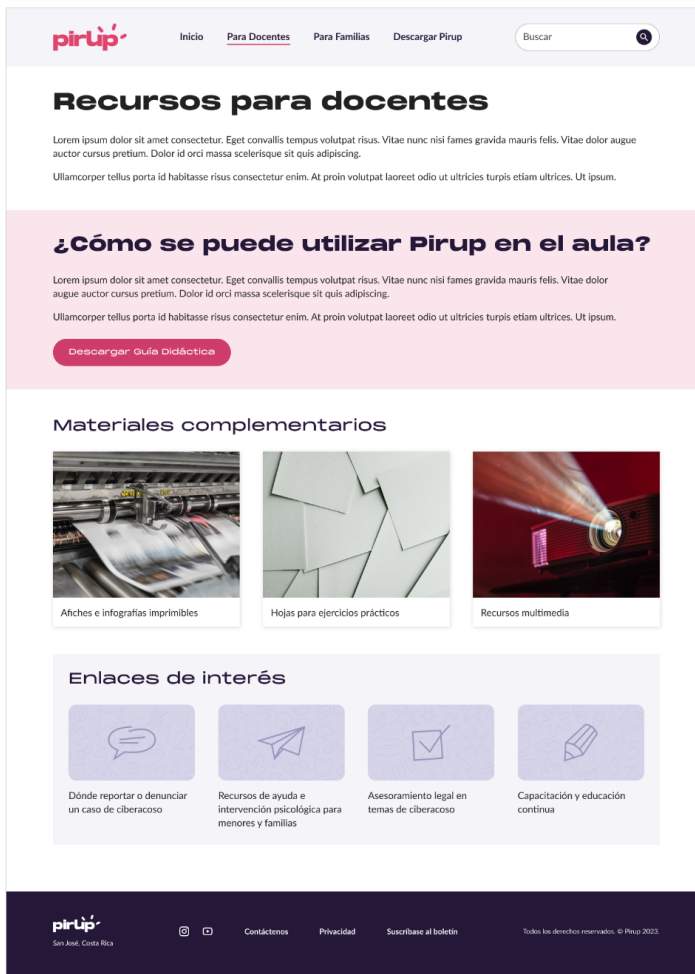 pirup
Inicio
Para Docentes
Para Familias
Descargar Pirup
Buscar
Recursos para docentes
Lorem ipsum dolor sit amet consectetur. Eget convallis tempus volutpat risus. Vitae nunc nisi fames gravida mauris felis. Vitae dolor augue
auctor cursus pretium. Dolor id orci massa scelerisque sit quis adipiscing.
Ullamcorper tellus porta id habitasse risus consectetur enim. At proin volutpat laoreet odio ut ultricies turpis etiam ultrices. Ut ipsum.
¿Cómo se puede utilizar Pirup en el aula?
Lorem ipsum dolor sit amet consectetur. Eget convallis tempus volutpat risus. Vitae nunc nisi fames gravida mauris felis. Vitae dolor
augue auctor cursus pretium. Dolor id orci massa scelerisque sit quis adipiscing.
Ullamcorper tellus porta id habitasse risus consectetur enim. At proin volutpat laoreet odio ut ultricies turpis etiam ultrices. Ut ipsum.
Descargar Guía Didáctica
Materiales complementarios
Afiches e infografías imprimibles
Hojas para ejercicios prácticos
Recursos multimedia
Enlaces de interés
Dónde reportar o denunciar
un caso de ciberacoso
Recursos de ayuda e
intervención psicológica para
menores y familias
Asesoramiento legal en
temas de ciberacoso
Capacitación y educación
continua
pirup
San José, Costa Rica
Contáctenos
Privacidad
Suscríbase al boletín
Todos los derechos reservados. © Pirup 2023.